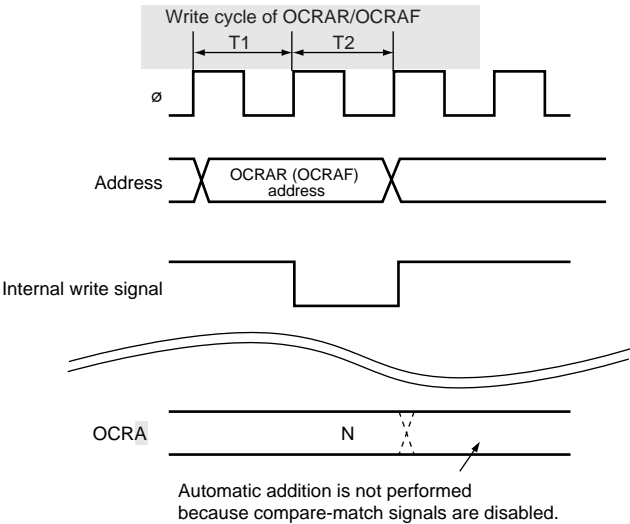 Write cycle of OCRAR/OCRAF
T1 T2
ø
Address
OCRAR (OCRAF)
address
Internal write signal
OCRA
N
Automatic addition is not performed
because compare-match signals are disabled.